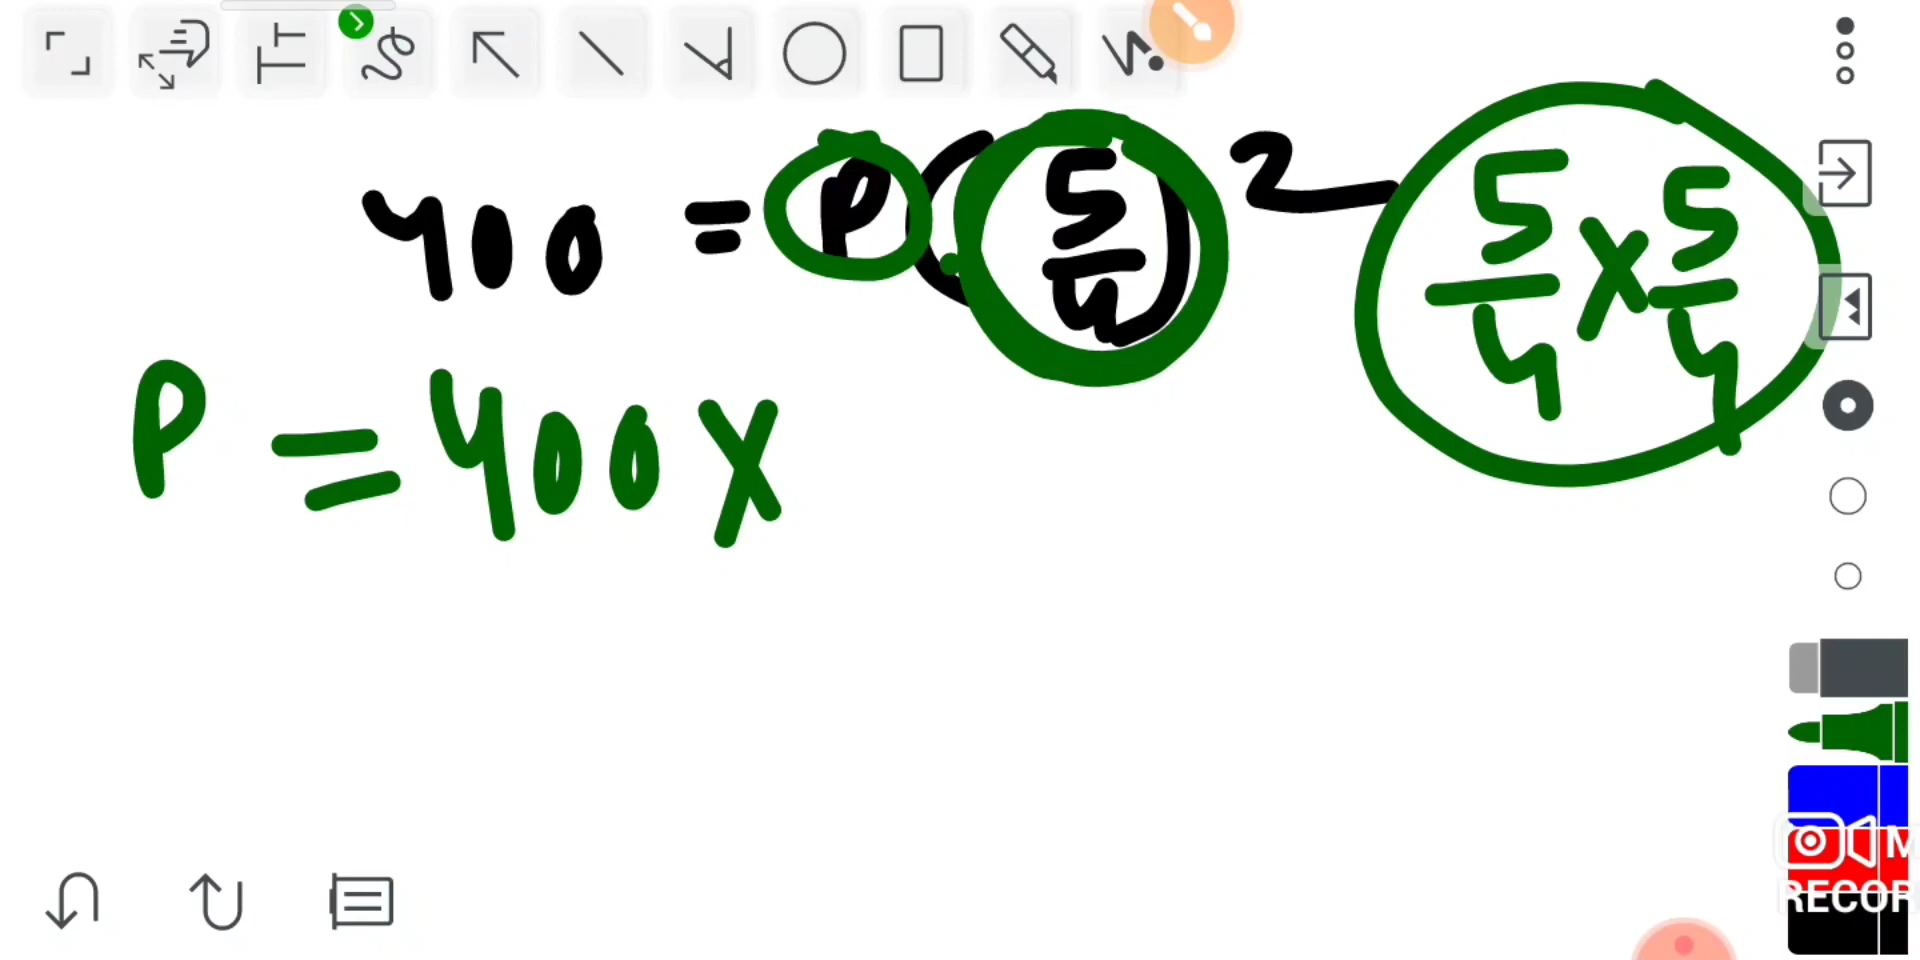 400 = P (5/4)² 5/4 X 5/4
P = 400 X
RECOR